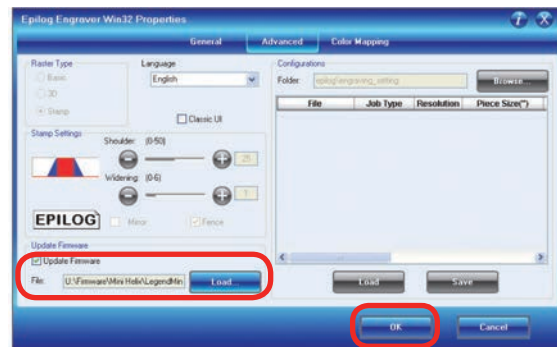 Epilog Engraver Win32 Properties
General
Advanced
Color Mapping
Raster Type
Basic
3D
Stamp
Language
English
Classic UI
Stamp Settings
Shoulder: (0-50)
25
Widening: (0-6)
1
EPILOG
Mirror
Fence
Update Firmware
Update Firmware
File: U:\Firmware\Mini Helix\LegendMin
Load...
Configurations
Folder: epilog\engraving_setting
Browse...
File Job Type Resolution Piece Size(")
Load
Save
OK
Cancel